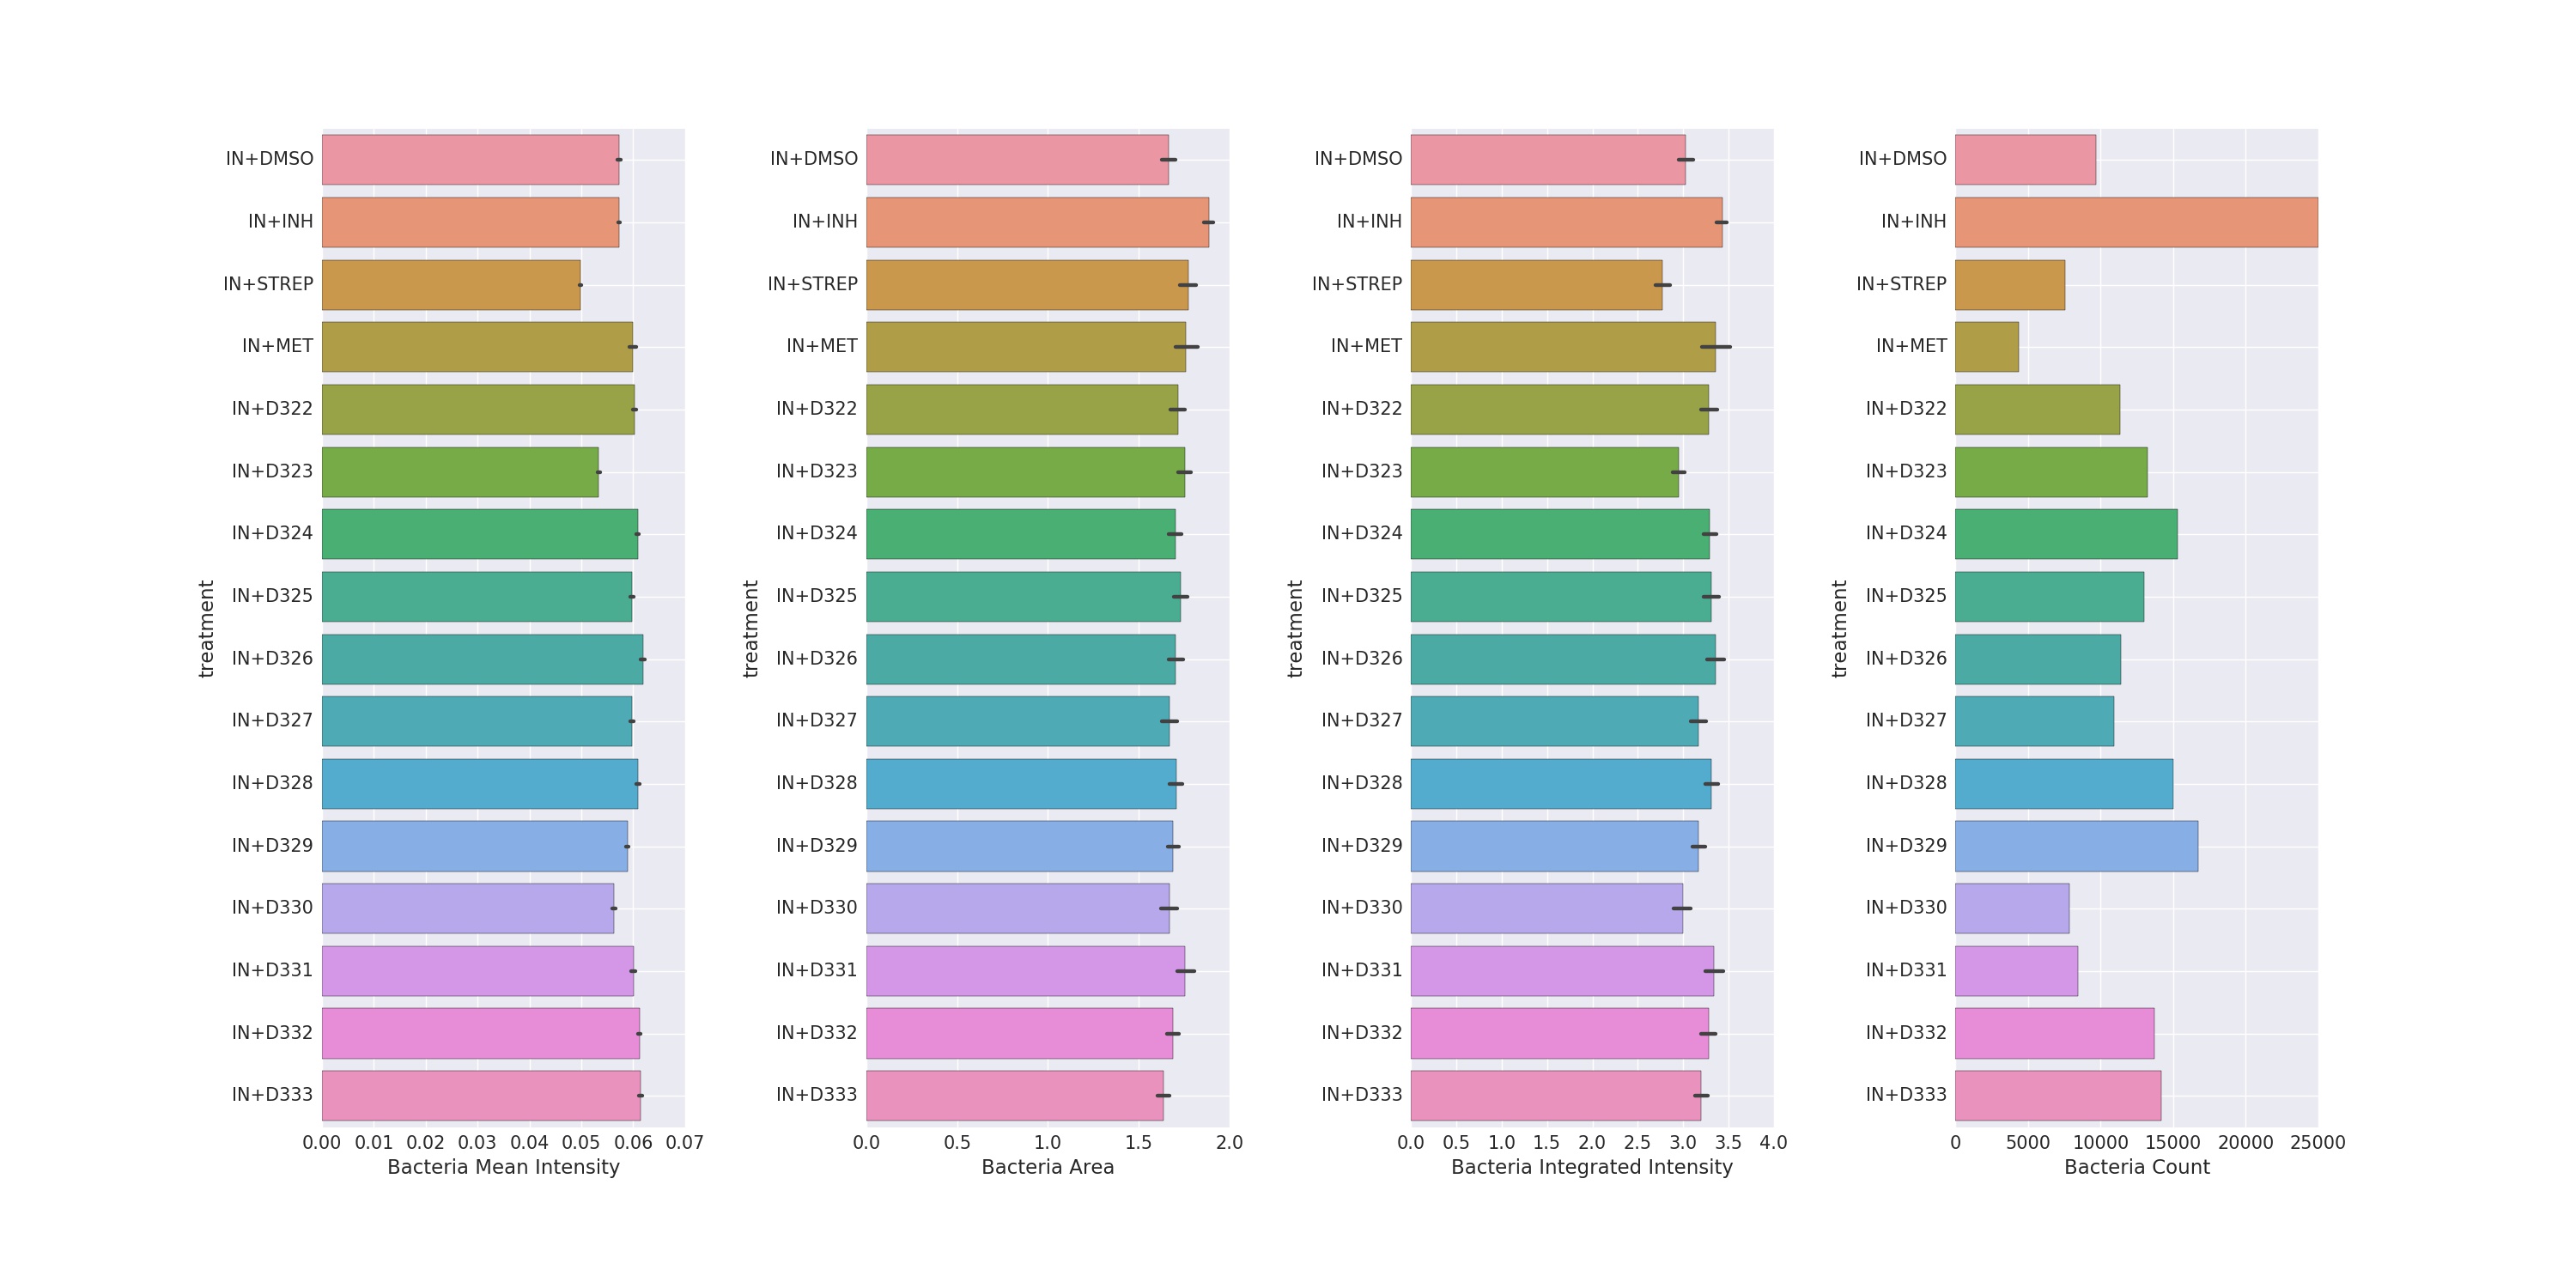 IN+DMSO
IN+INH
IN+STREP
IN+MET
IN+D322
IN+D323
IN+D324
IN+D325
IN+D326
IN+D327
IN+D328
IN+D329
IN+D330
IN+D331
IN+D332
IN+D333
treatment
0.00 0.01 0.02 0.03 0.04 0.05 0.06 0.07
Bacteria Mean Intensity
IN+DMSO
IN+INH
IN+STREP
IN+MET
IN+D322
IN+D323
IN+D324
IN+D325
IN+D326
IN+D327
IN+D328
IN+D329
IN+D330
IN+D331
IN+D332
IN+D333
treatment
0.0 0.5 1.0 1.5 2.0
Bacteria Area
IN+DMSO
IN+INH
IN+STREP
IN+MET
IN+D322
IN+D323
IN+D324
IN+D325
IN+D326
IN+D327
IN+D328
IN+D329
IN+D330
IN+D331
IN+D332
IN+D333
treatment
0.0 0.5 1.0 1.5 2.0 2.5 3.0 3.5 4.0
Bacteria Integrated Intensity
IN+DMSO
IN+INH
IN+STREP
IN+MET
IN+D322
IN+D323
IN+D324
IN+D325
IN+D326
IN+D327
IN+D328
IN+D329
IN+D330
IN+D331
IN+D332
IN+D333
treatment
0 5000 10000 15000 20000 25000
Bacteria Count